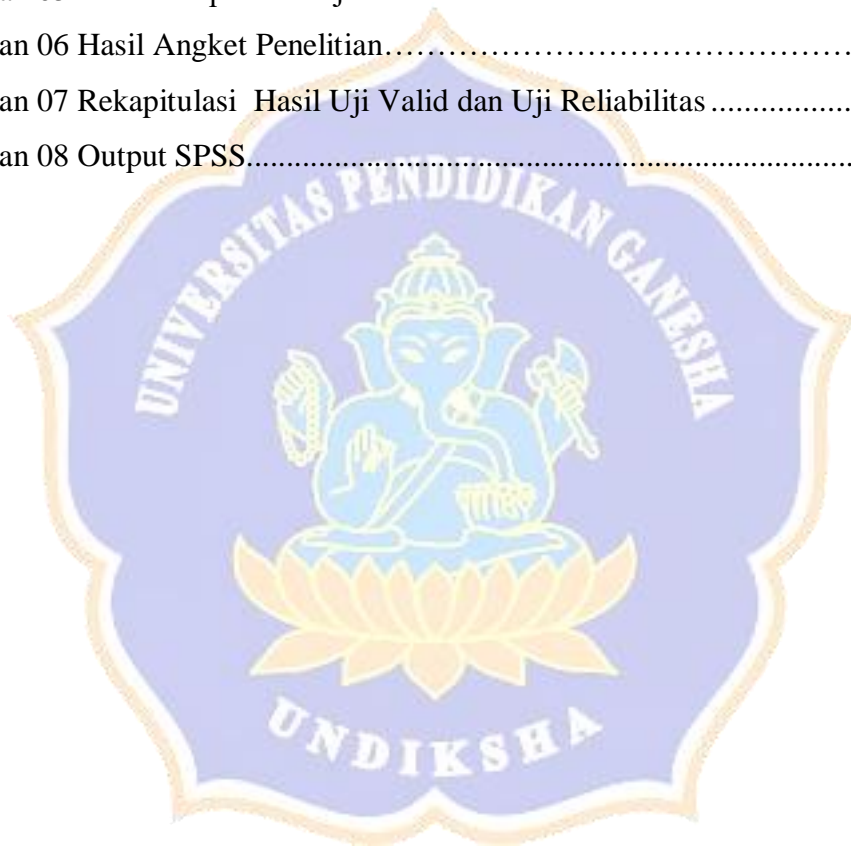 an 06 Hasil Angket Penelitian……………………………………
an 07 Rekapitulasi  Hasil Uji Valid dan Uji Reliabilitas..................
an 08 Output SPSS...........................................................................
UNIVERSITAS PENDIDIKAN GANESHA
UNDIKSHA